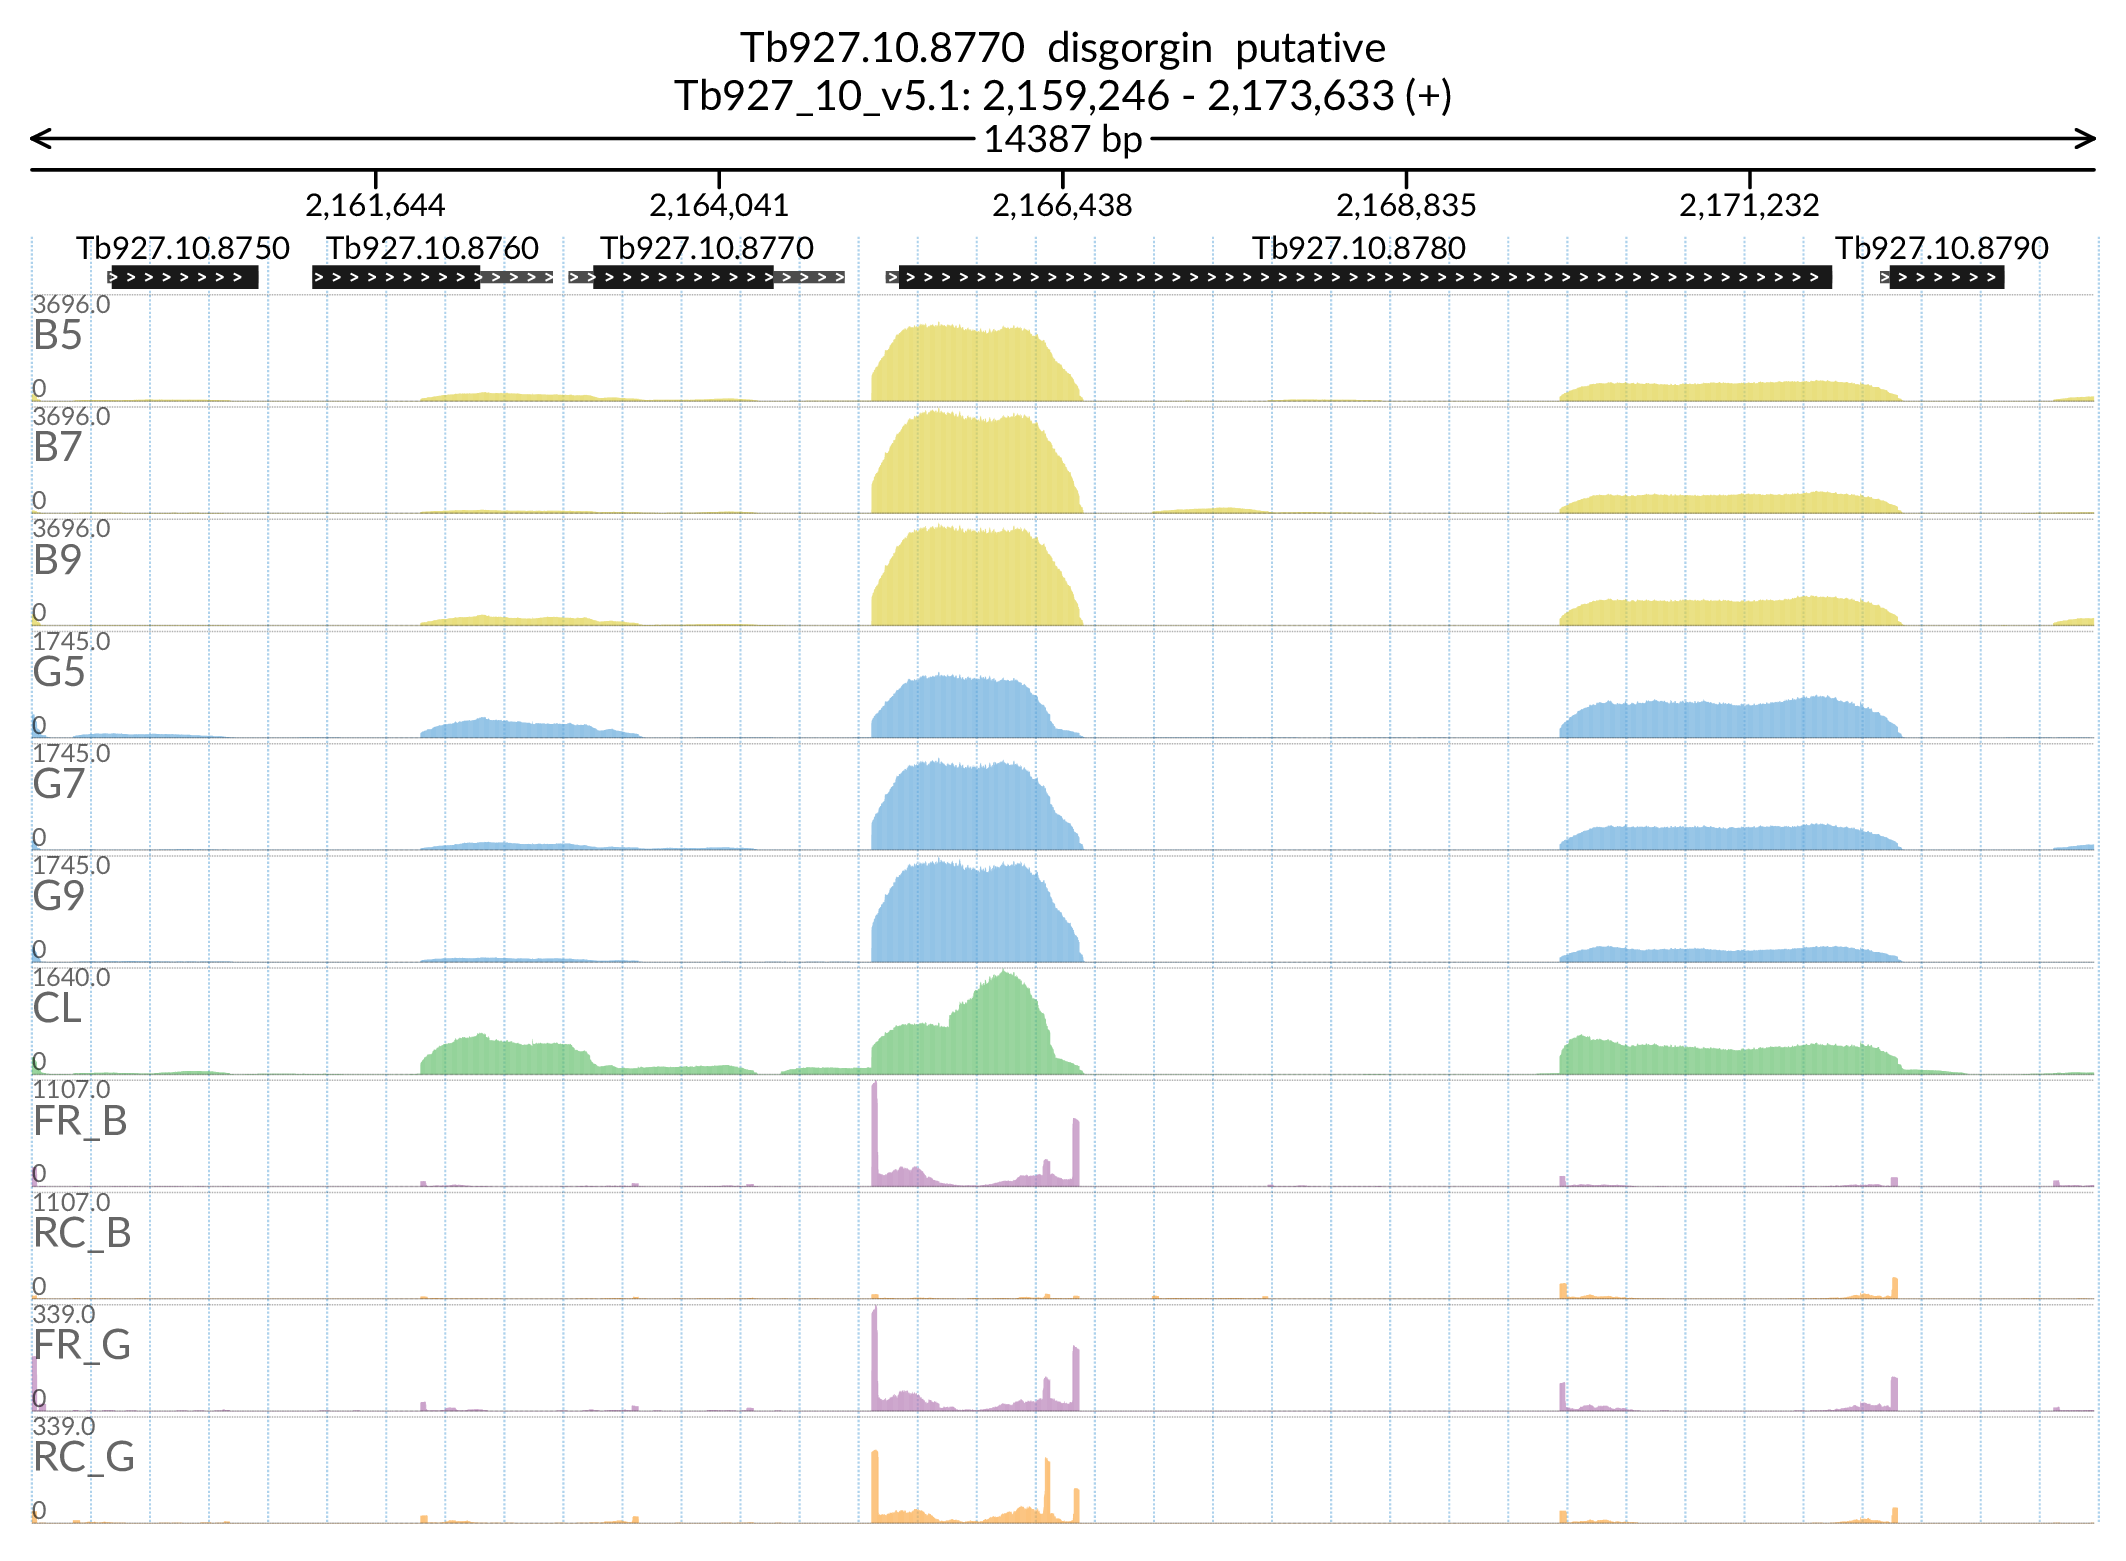 Tb927.10.8770 disgorgin putative
Tb927_10_v5.1: 2,159,246 - 2,173,633 (+)
14387 bp
2,161,644 2,164,041 2,166,438 2,168,835 2,171,232
Tb927.10.8750 Tb927.10.8760 Tb927.10.8770 Tb927.10.8780 Tb927.10.8790
3696.0
B5
0
3696.0
B7
0
3696.0
B9
0
1745.0
G5
0
1745.0
G7
0
1745.0
G9
0
1640.0
CL
0
1107.0
FR_B
0
1107.0
RC_B
0
339.0
FR_G
0
339.0
RC_G
0